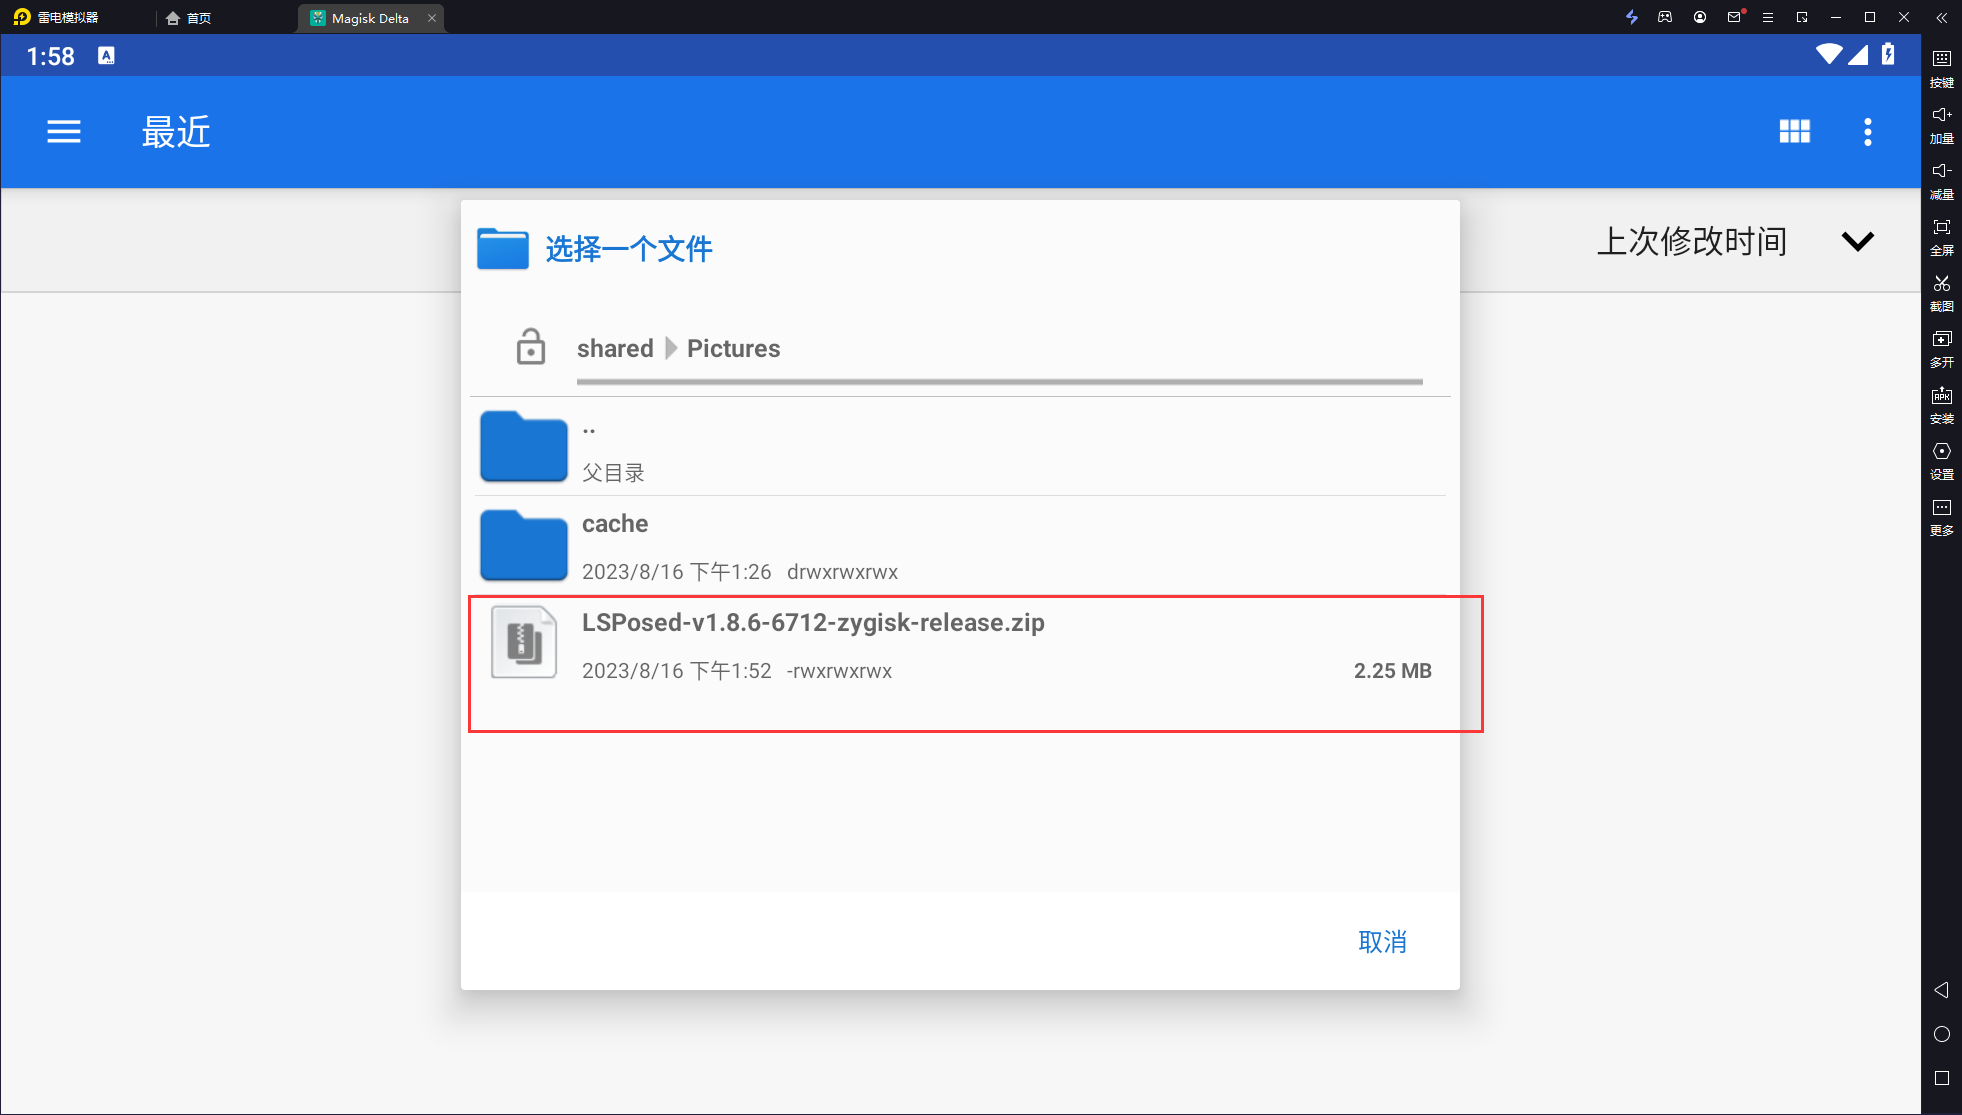 雷电模拟器
首页
Magisk Delta
1:58
A
最近
上次修改时间
选择一个文件
shared Pictures
..
父目录
cache
2023/8/16 下午1:26 drwxrwxrwx
LSPosed-v1.8.6-6712-zygisk-release.zip
2023/8/16 下午1:52 -rwxrwxrwx
2.25 MB
取消
按键
加量
减量
全屏
截图
多开
APK
安装
设置
更多